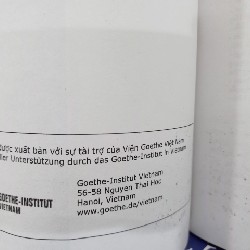 được xuất bản với sự tài trợ của Viện Goethe Việt Nam
der Unterstützung durch das Goethe-Institut in Vietnam
GOETHE-INSTITUT
VIETNAM
Goethe-Institut Vietnam
56-58 Nguyen Thai Hoc
Hanoi, Vietnam
www.goethe.de/vietnam